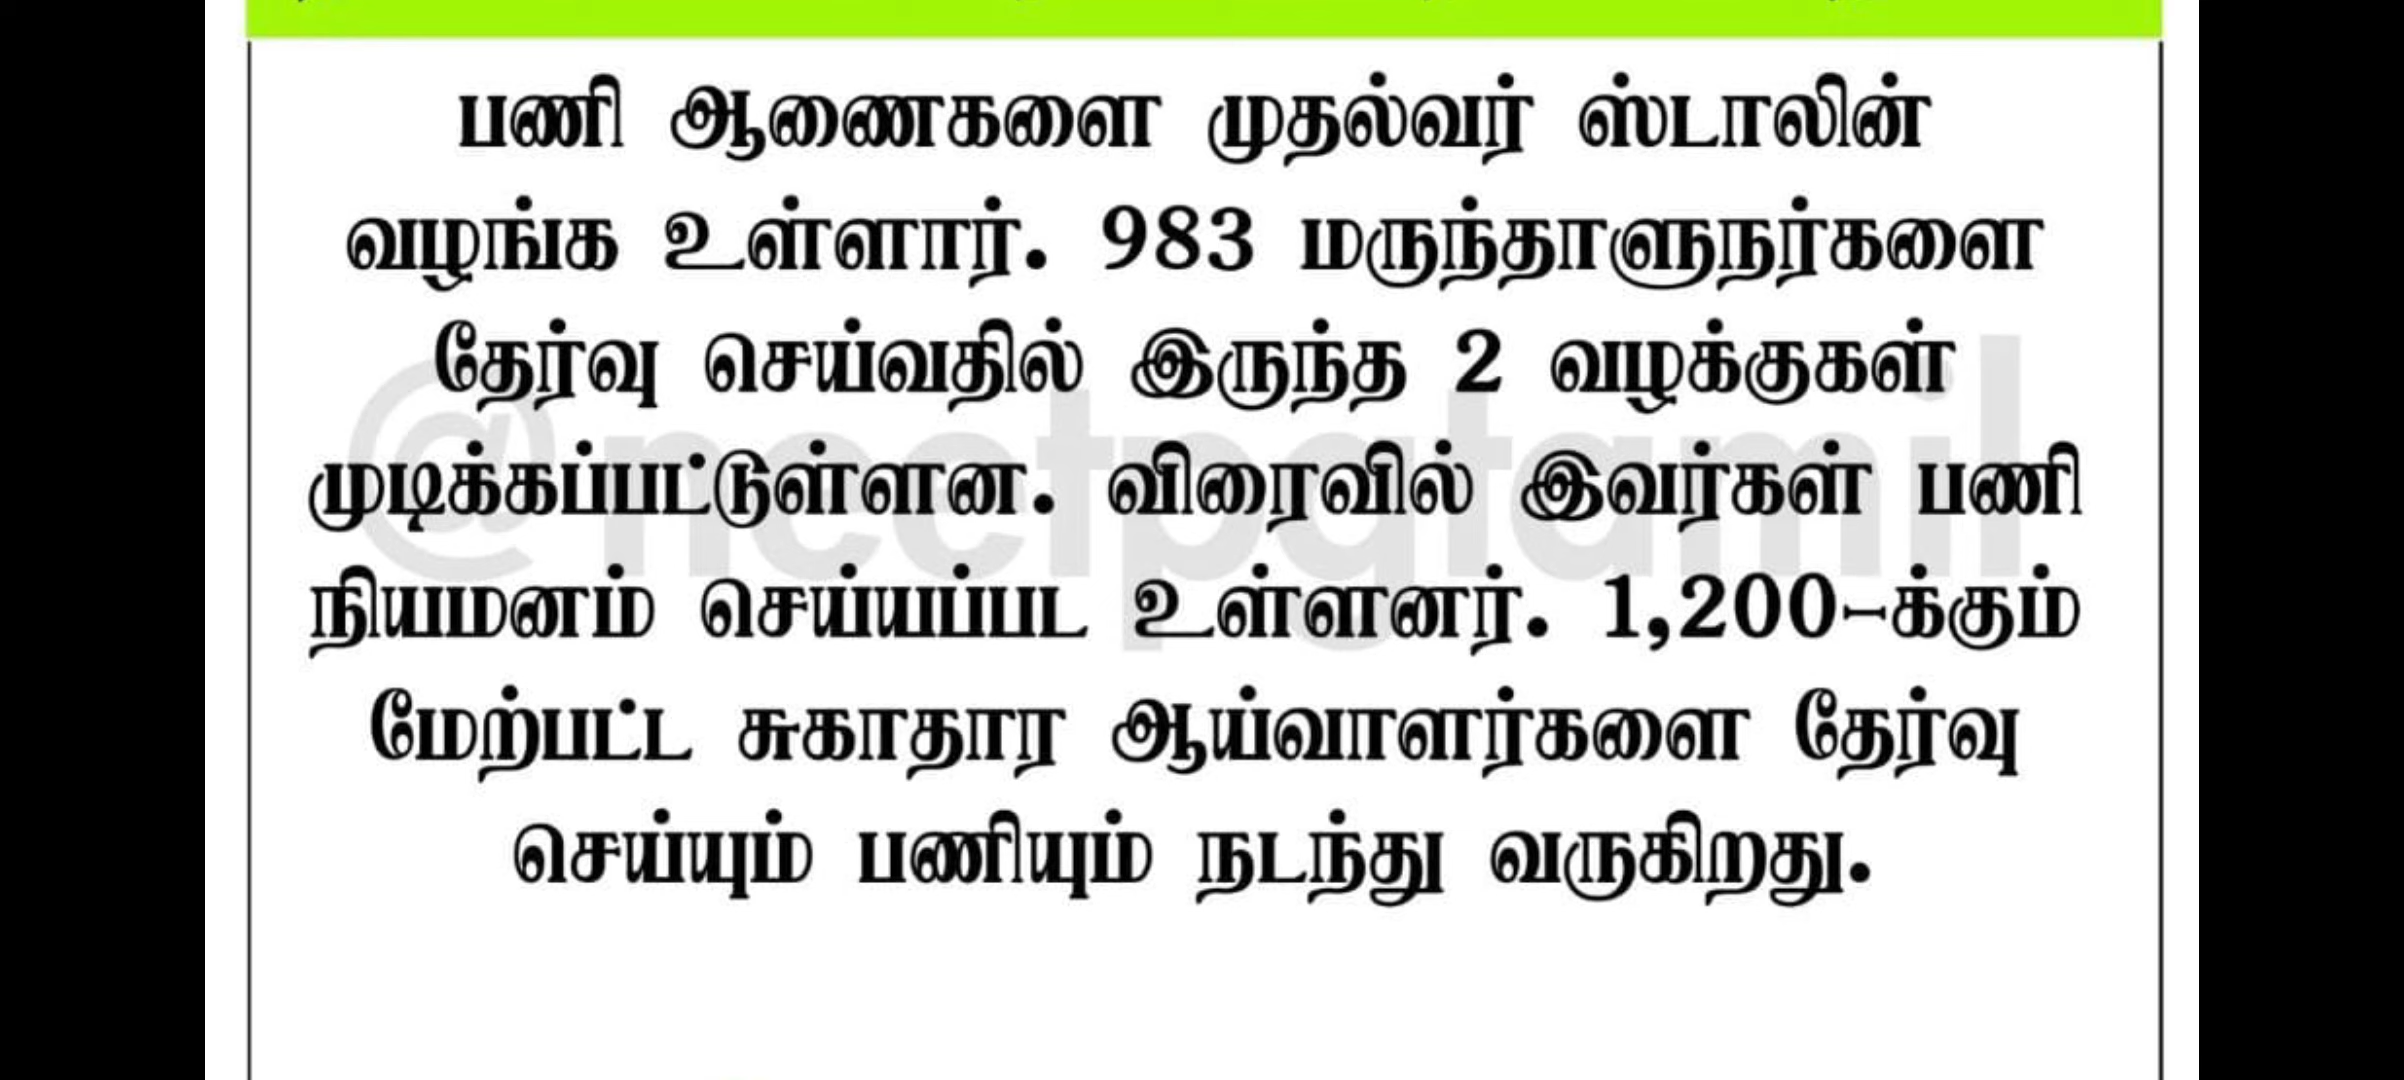 பணி ஆணைகளை முதல்வர் ஸ்டாலின்
வழங்க உள்ளார். 983 மருந்தாளுநர்களை
தேர்வு செய்வதில் இருந்த 2 வழக்குகள்
@neetpgtamil
முடிக்கப்பட்டுள்ளன. விரைவில் இவர்கள் பணி
நியமனம் செய்யப்பட உள்ளனர். 1,200-க்கும்
மேற்பட்ட சுகாதார ஆய்வாளர்களை தேர்வு
செய்யும் பணியும் நடந்து வருகிறது.